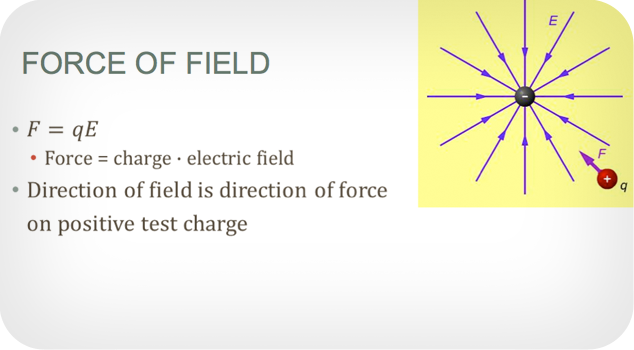 FORCE OF FIELD
• F = qE
• Force = charge · electric field
• Direction of field is direction of force
on positive test charge
E
−
F
+
q